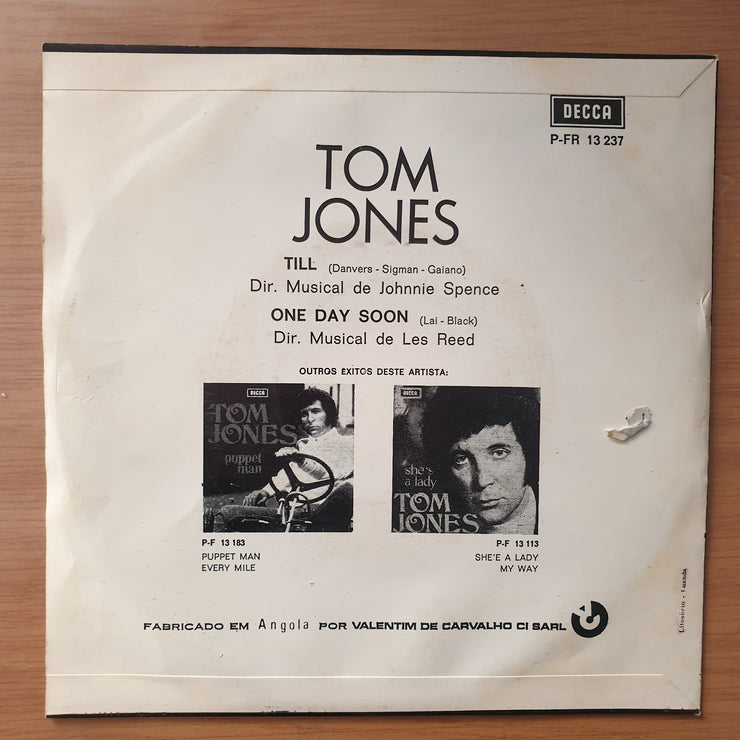 DECCA
P-FR 13 237
TOM
JONES
TILL (Danvers - Sigman - Gaiano)
Dir. Musical de Johnnie Spence
ONE DAY SOON (Lai - Black)
Dir. Musical de Les Reed
OUTROS ÊXITOS DESTE ARTISTA:
DECCA
TOM
JONES
puppet
man
DECCA
she's
a lady
TOM
JONES
P-F 13 183
PUPPET MAN
EVERY MILE
P-F 13 113
SHE'E A LADY
MY WAY
FABRICADO EM Angola POR VALENTIM DE CARVALHO CI SARL
Litosório - Luanda